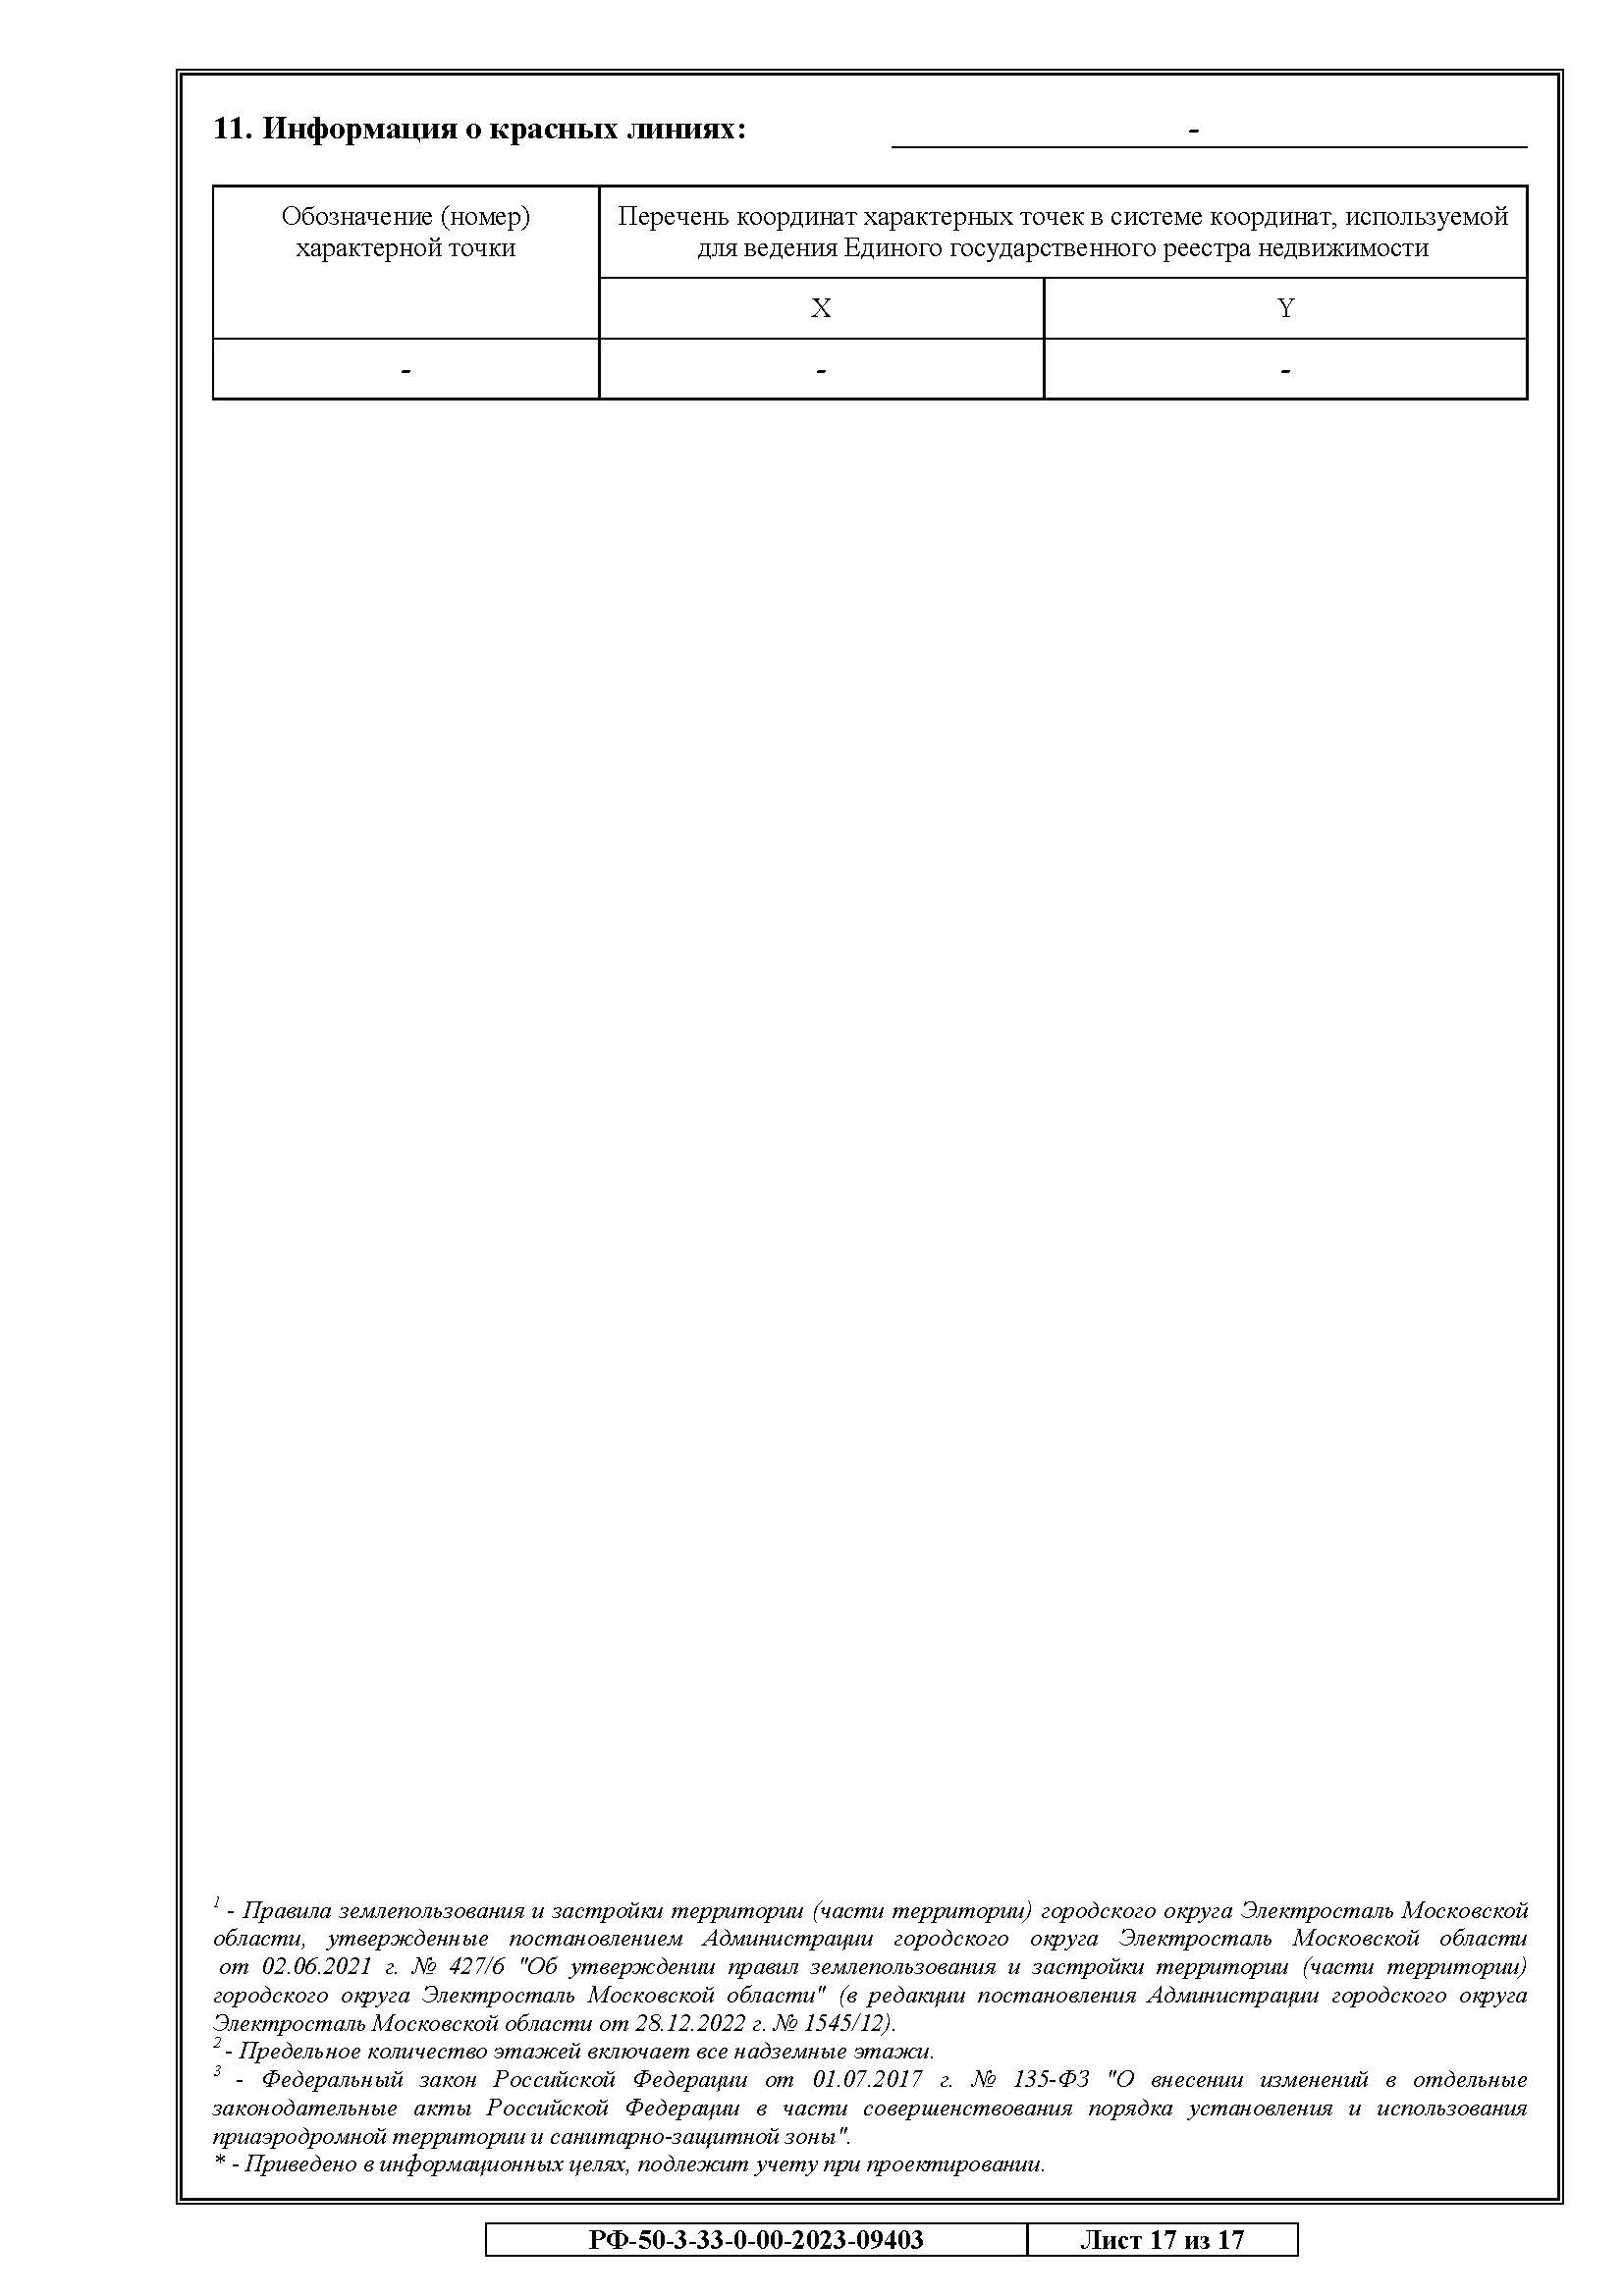 11. Информация о красных линиях:
-
Обозначение (номер)
характерной точки
Перечень координат характерных точек в системе координат, используемой
для ведения Единого государственного реестра недвижимости
X
Y
-
-
-
1 - Правила землепользования и застройки территории (части территории) городского округа Электросталь Московской
области, утвержденные постановлением Администрации городского округа Электросталь Московской области
от 02.06.2021 г. № 427/6 "Об утверждении правил землепользования и застройки территории (части территории)
городского округа Электросталь Московской области" (в редакции постановления Администрации городского округа
Электросталь Московской области от 28.12.2022 г. № 1545/12).
2 - Предельное количество этажей включает все надземные этажи.
3 - Федеральный закон Российской Федерации от 01.07.2017 г. № 135-ФЗ "О внесении изменений в отдельные
законодательные акты Российской Федерации в части совершенствования порядка установления и использования
приаэродромной территории и санитарно-защитной зоны".
* - Приведено в информационных целях, подлежит учету при проектировании.
РФ-50-3-33-0-00-2023-09403
Лист 17 из 17